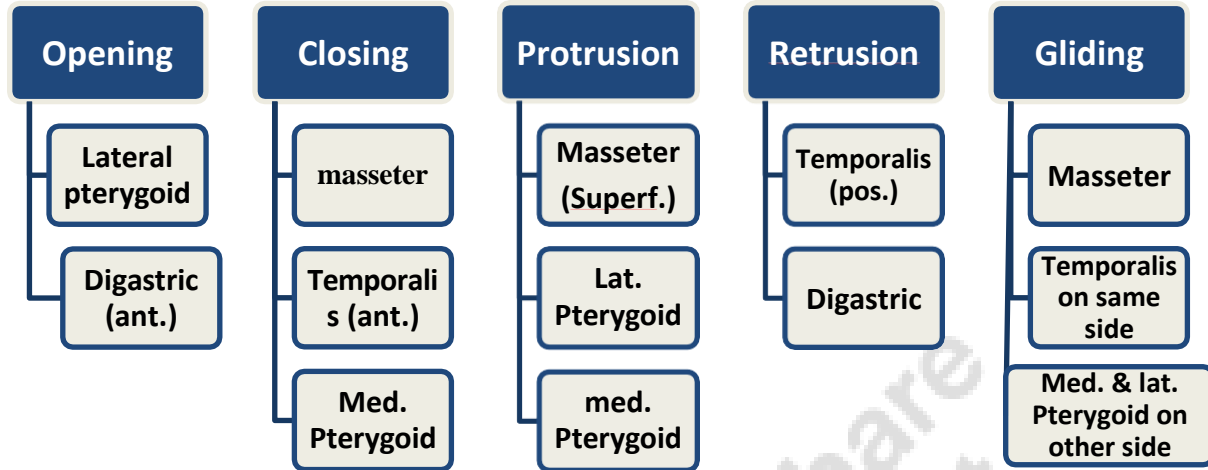 Opening
Lateral
pterygoid
Digastric
(ant.)
Closing
masseter
Temporali
s (ant.)
Med.
Pterygoid
Protrusion
Masseter
(Superf.)
Lat.
Pterygoid
med.
Pterygoid
Retrusion
Temporalis
(pos.)
Digastric
Gliding
Masseter
Temporalis
on same
side
Med. & lat.
Pterygoid on
other side